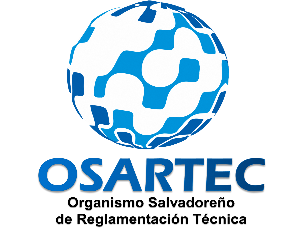 OSARTEC
Organismo Salvadoreño
de Reglamentación Técnica